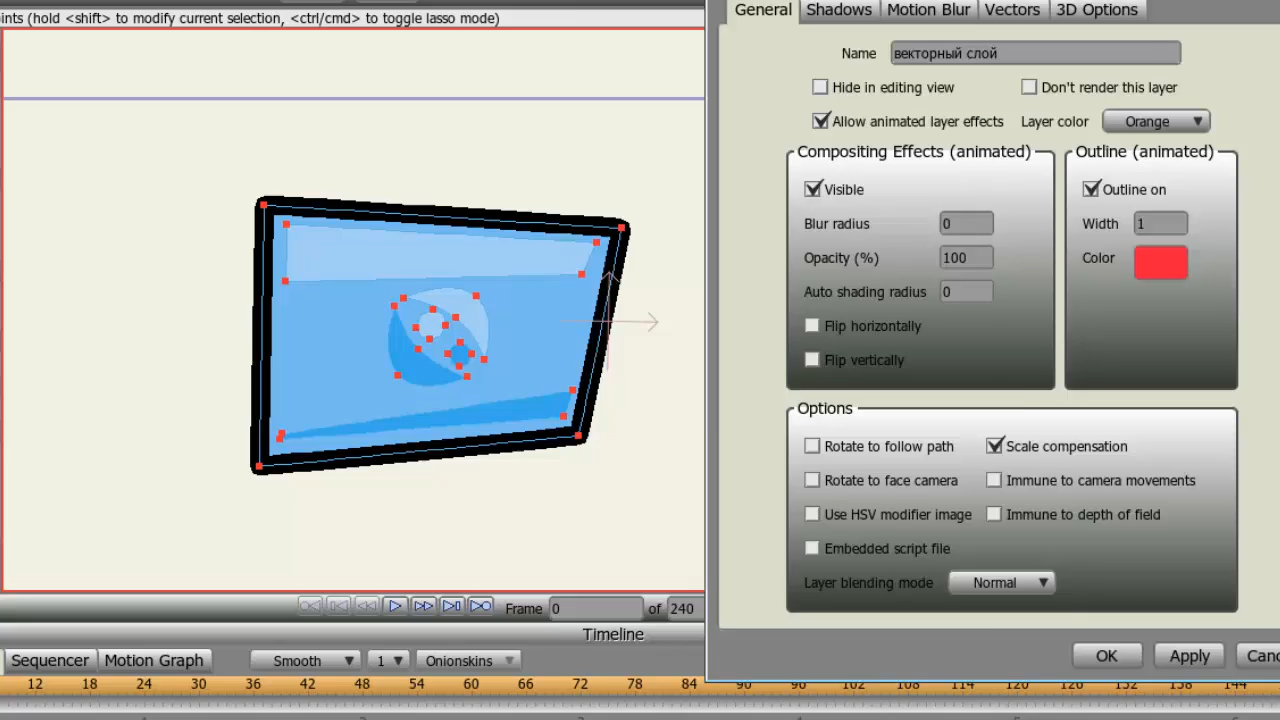 ints (hold <shift> to modify current selection, <ctrl/cmd> to toggle lasso mode)
General Shadows Motion Blur Vectors 3D Options
Name векторный слой
Hide in editing view Don't render this layer
Allow animated layer effects Layer color Orange
Compositing Effects (animated) Outline (animated)
Visible Outline on
Blur radius 0 Width 1
Opacity (%) 100 Color
Auto shading radius 0
Flip horizontally
Flip vertically
Options
Rotate to follow path Scale compensation
Rotate to face camera Immune to camera movements
Use HSV modifier image Immune to depth of field
Embedded script file
Layer blending mode Normal
Frame 0 of 240
Timeline
OK Apply Canc
Sequencer Motion Graph Smooth 1 Onionskins
12 18 24 30 36 42 48 54 60 66 72 78 84 90 96 102 108 114 120 126 132 138 144